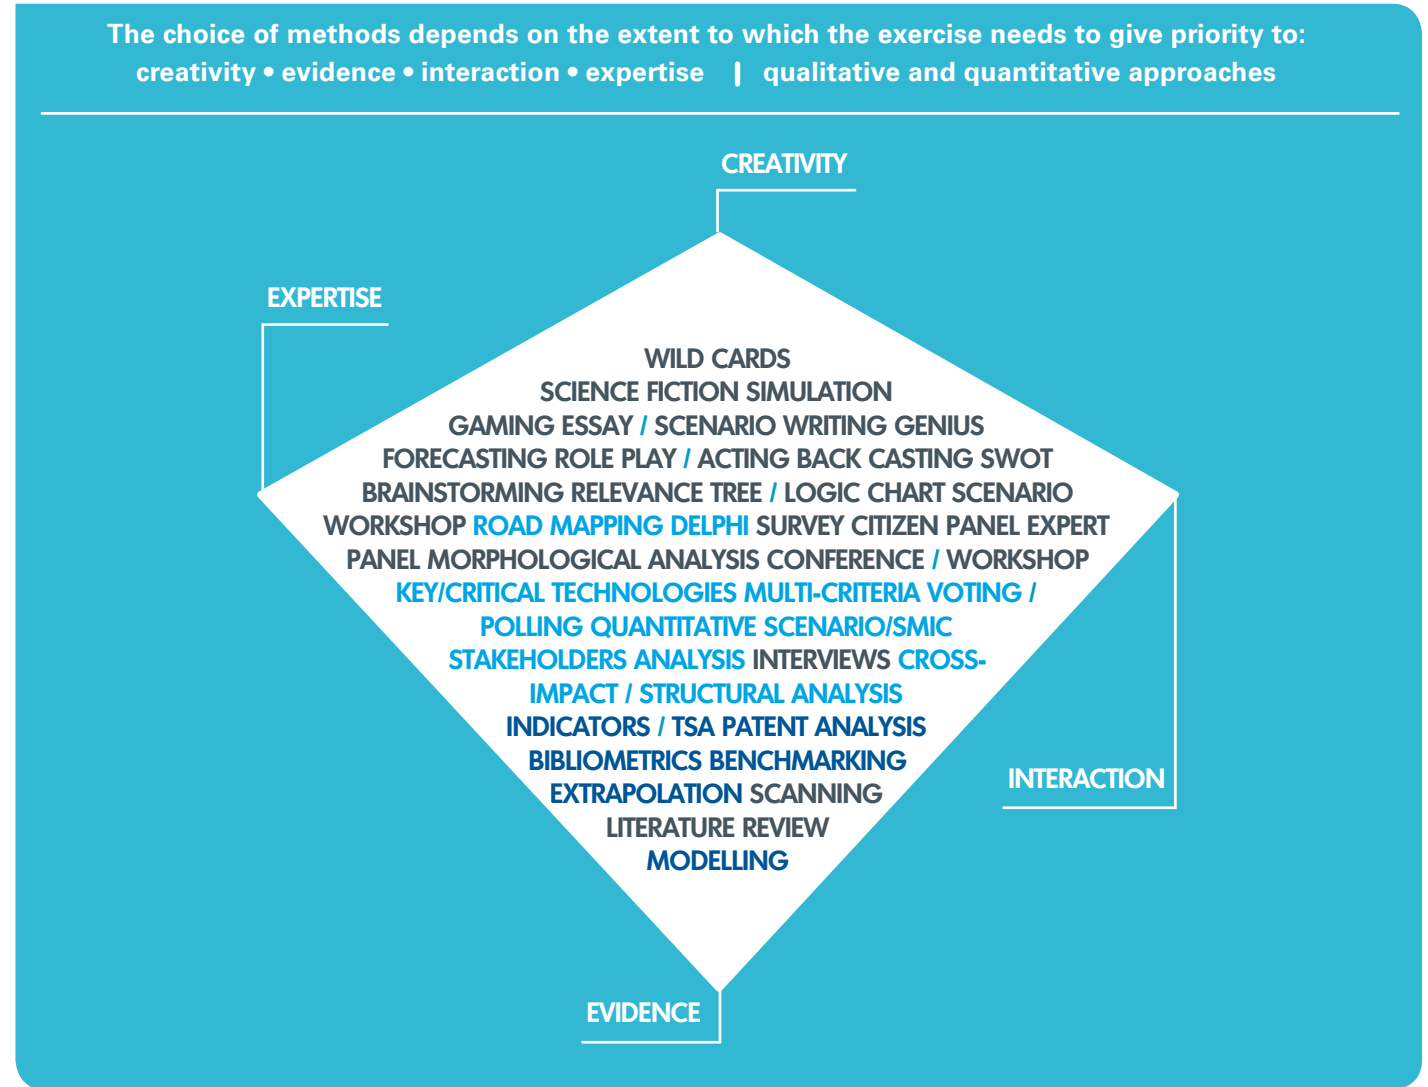 The choice of methods depends on the extent to which the exercise needs to give priority to:
creativity • evidence • interaction • expertise | qualitative and quantitative approaches
CREATIVITY
EXPERTISE
WILD CARDS
SCIENCE FICTION SIMULATION
GAMING ESSAY / SCENARIO WRITING GENIUS
FORECASTING ROLE PLAY / ACTING BACK CASTING SWOT
BRAINSTORMING RELEVANCE TREE / LOGIC CHART SCENARIO
WORKSHOP ROAD MAPPING DELPHI SURVEY CITIZEN PANEL EXPERT
PANEL MORPHOLOGICAL ANALYSIS CONFERENCE / WORKSHOP
KEY/CRITICAL TECHNOLOGIES MULTI-CRITERIA VOTING /
POLLING QUANTITATIVE SCENARIO/SMIC
STAKEHOLDERS ANALYSIS INTERVIEWS CROSS-
IMPACT / STRUCTURAL ANALYSIS
INDICATORS / TSA PATENT ANALYSIS
BIBLIOMETRICS BENCHMARKING
EXTRAPOLATION SCANNING
LITERATURE REVIEW
MODELLING
INTERACTION
EVIDENCE